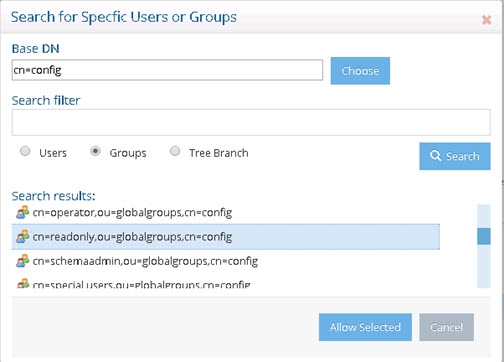 Search for Specfic Users or Groups
Base DN
cn=config
Choose
Search filter
Users Groups Tree Branch
Search
Search results:
cn=operator,ou=globalgroups,cn=config
cn=readonly,ou=globalgroups,cn=config
cn=schemaadmin,ou=globalgroups,cn=config
cn=special users,ou=globalgroups,cn=config
Allow Selected Cancel